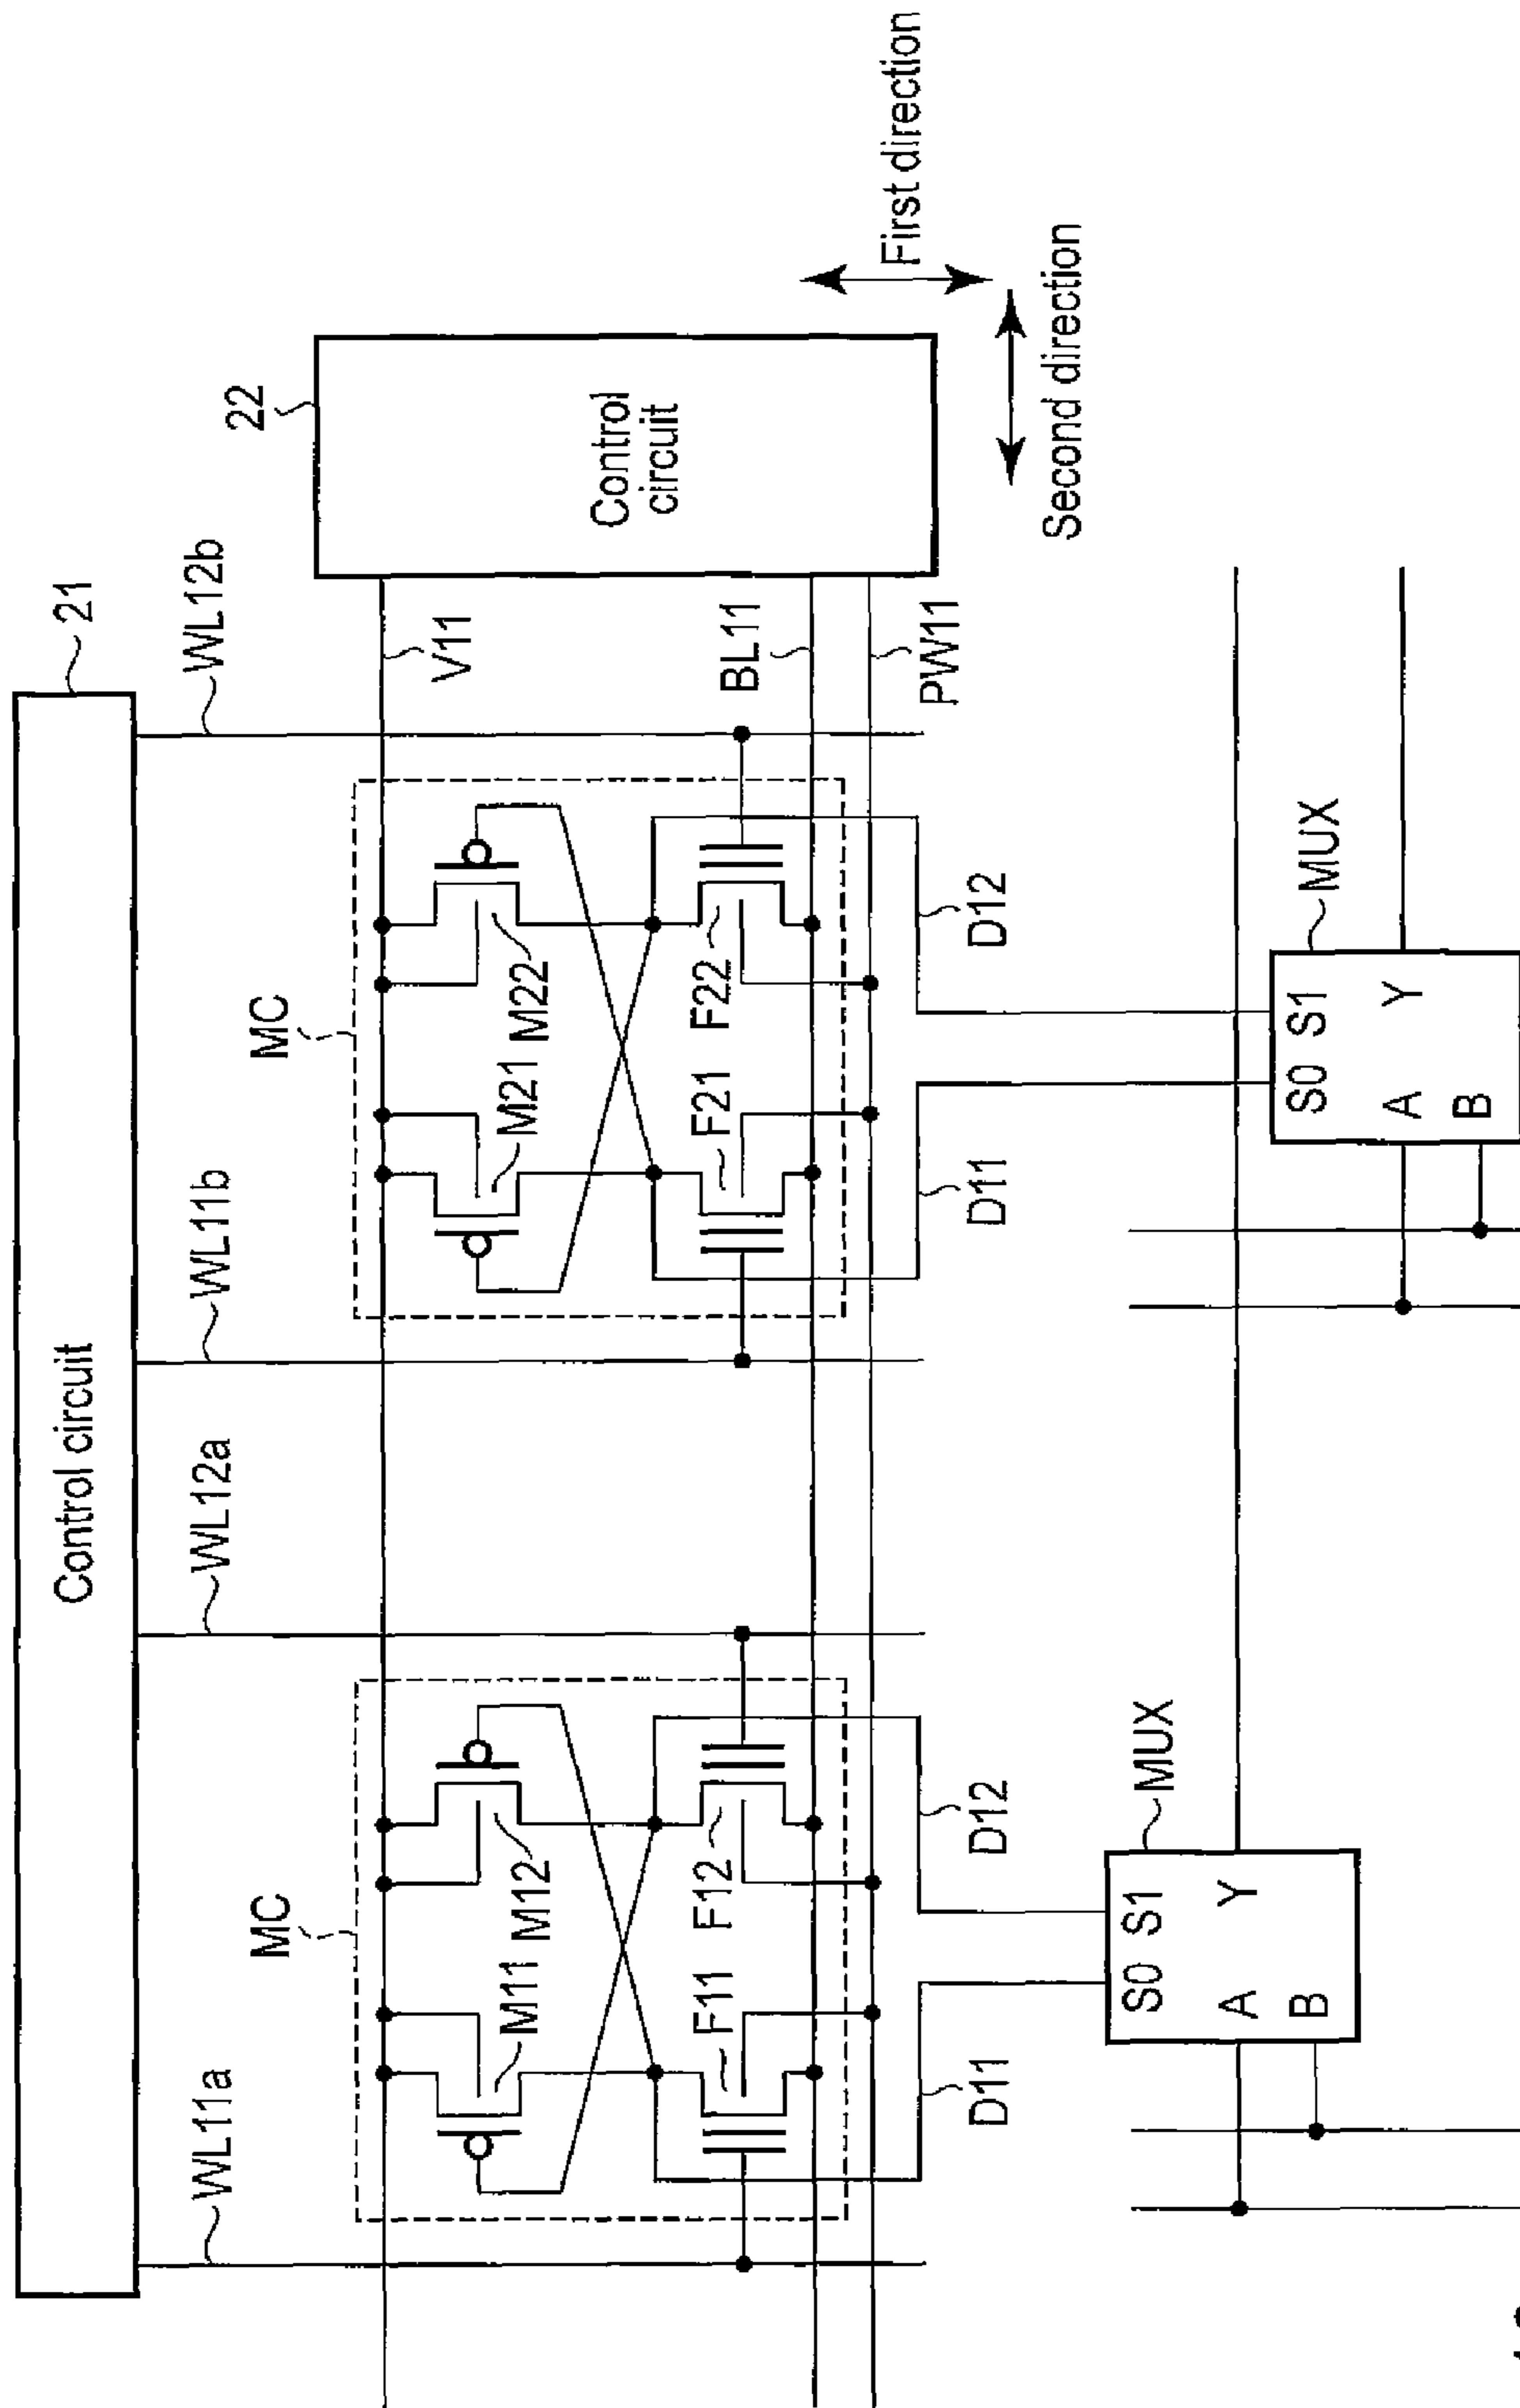 Control circuit
21
WL11a
WL12a
WL11b
WL12b
MC
MC
22
Control
circuit
M11
M12
M21
M22
V11
F11
F12
F21
F22
BL11
PW11
First direction
Second direction
D11
D12
D11
D12
MUX
S0 S1
A
Y
B
MUX
S0 S1
A
Y
B